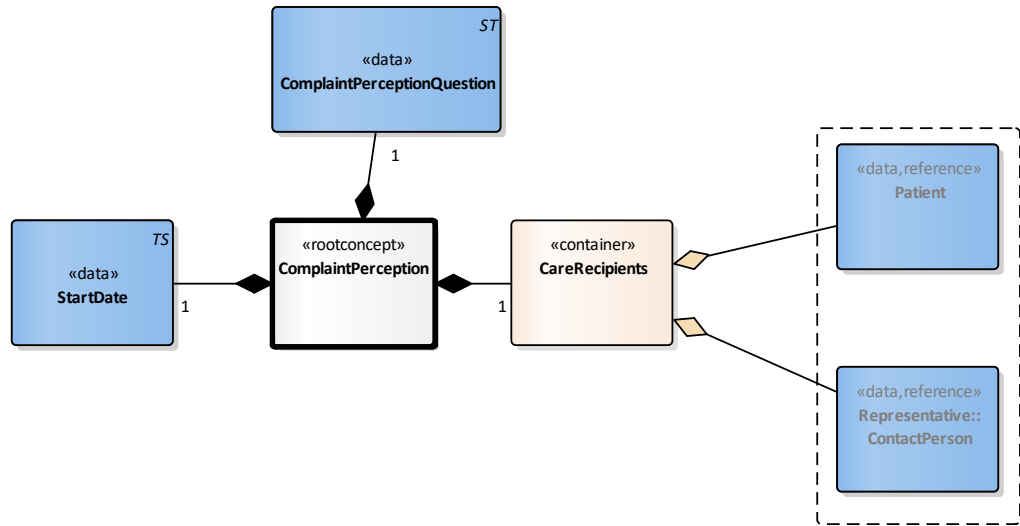 ST
«data»
ComplaintPerceptionQuestion
1
«data,reference»
Patient
TS
«data»
StartDate
1
«rootconcept»
ComplaintPerception
1
«container»
CareRecipients
«data,reference»
Representative::
ContactPerson